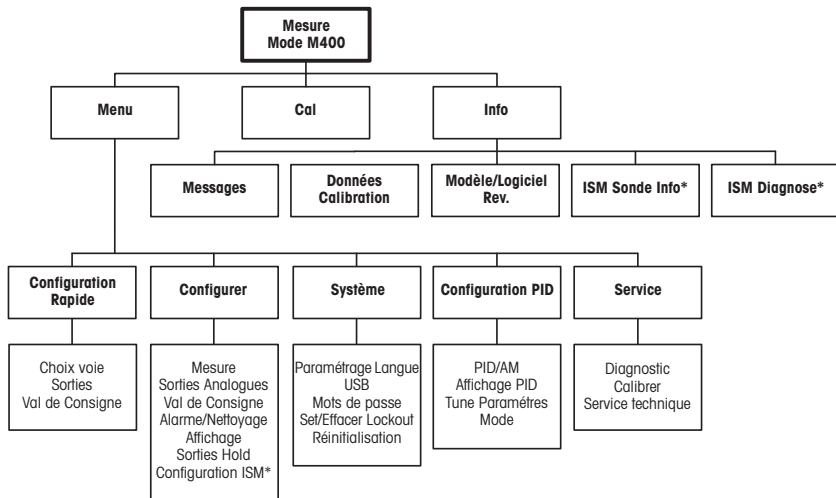 Mesure
Mode M400
Menu
Cal
Info
Messages
Données
Calibration
Modèle/Logiciel
Rev.
ISM Sonde Info*
ISM Diagnose*
Configuration
Rapide
Configurer
Système
Configuration PID
Service
Choix voie
Sorties
Val de Consigne
Mesure
Sorties Analogues
Val de Consigne
Alarme/Nettoyage
Affichage
Sorties Hold
Configuration ISM*
Paramétrage Langue
USB
Mots de passe
Set/Effacer Lockout
Réinitialisation
PID/AM
Affichage PID
Tune Paramétres
Mode
Diagnostic
Calibrer
Service technique